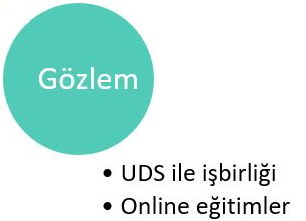 Gözlem
• UDS ile işbirliği
• Online eğitimler